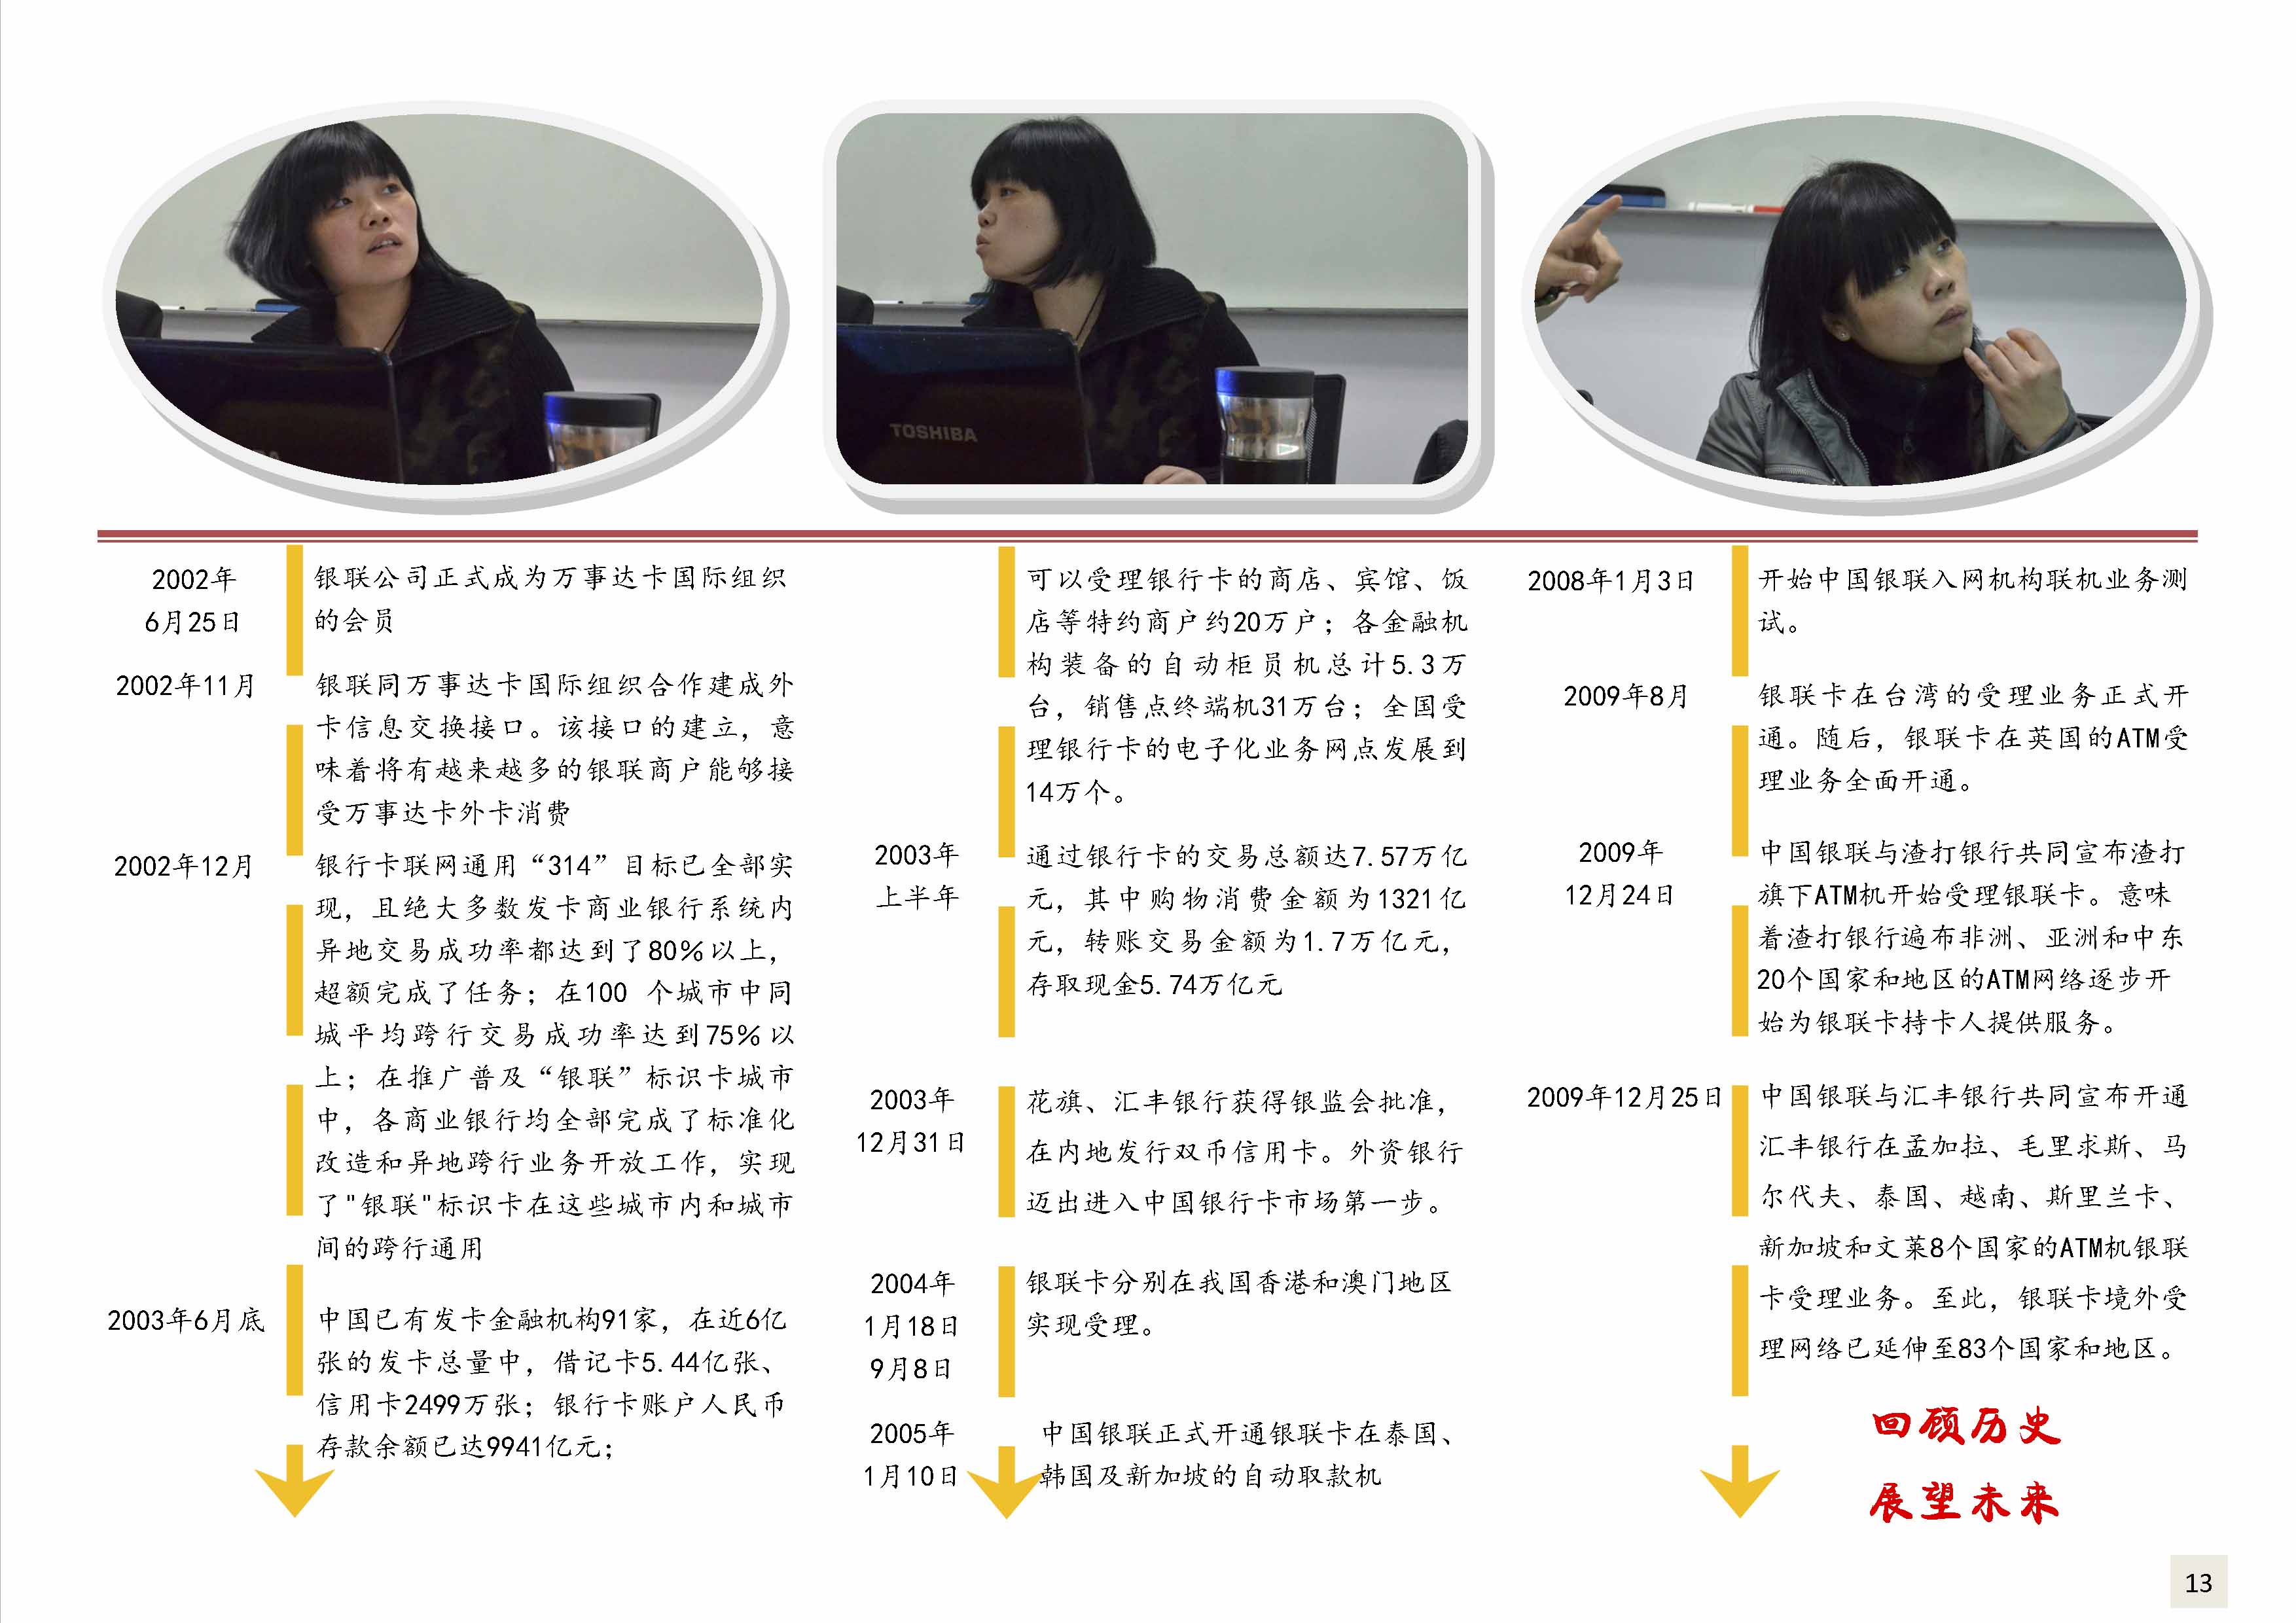 TOSHIBA
2002年
6月25日
银联公司正式成为万事达卡国际组织
的会员
2002年11月
银联同万事达卡国际组织合作建成外
卡信息交换接口。该接口的建立，意
味着将有越来越多的银联商户能够接
受万事达卡外卡消费
2002年12月
银行卡联网通用“314”目标已全部实
现，且绝大多数发卡商业银行系统内
异地交易成功率都达到了80%以上，
超额完成了任务；在100 个城市中同
城平均跨行交易成功率达到75%以
上；在推广普及“银联”标识卡城市
中，各商业银行均全部完成了标准化
改造和异地跨行业务开放工作，实现
了"银联"标识卡在这些城市内和城市
间的跨行通用
2003年6月底
中国已有发卡金融机构91家，在近6亿
张的发卡总量中，借记卡5.44亿张、
信用卡2499万张；银行卡账户人民币
存款余额已达9941亿元；
可以受理银行卡的商店、宾馆、饭
店等特约商户约20万户；各金融机
构装备的自动柜员机总计5.3万
台，销售点终端机31万台；全国受
理银行卡的电子化业务网点发展到
14万个。
2003年
上半年
通过银行卡的交易总额达7.57万亿
元，其中购物消费金额为1321亿
元，转账交易金额为1.7万亿元，
存取现金5.74万亿元
2003年
12月31日
花旗、汇丰银行获得银监会批准，
在内地发行双币信用卡。外资银行
迈出进入中国银行卡市场第一步。
2004年
1月18日
9月8日
银联卡分别在我国香港和澳门地区
实现受理。
2005年
1月10日
中国银联正式开通银联卡在泰国、
韩国及新加坡的自动取款机
2008年1月3日
开始中国银联入网机构联机业务测
试。
2009年8月
银联卡在台湾的受理业务正式开
通。随后，银联卡在英国的ATM受
理业务全面开通。
2009年
12月24日
中国银联与渣打银行共同宣布渣打
旗下ATM机开始受理银联卡。意味
着渣打银行遍布非洲、亚洲和中东
20个国家和地区的ATM网络逐步开
始为银联卡持卡人提供服务。
2009年12月25日
中国银联与汇丰银行共同宣布开通
汇丰银行在孟加拉、毛里求斯、马
尔代夫、泰国、越南、斯里兰卡、
新加坡和文莱8个国家的ATM机银联
卡受理业务。至此，银联卡境外受
理网络已延伸至83个国家和地区。
回顾历史
展望未来
13